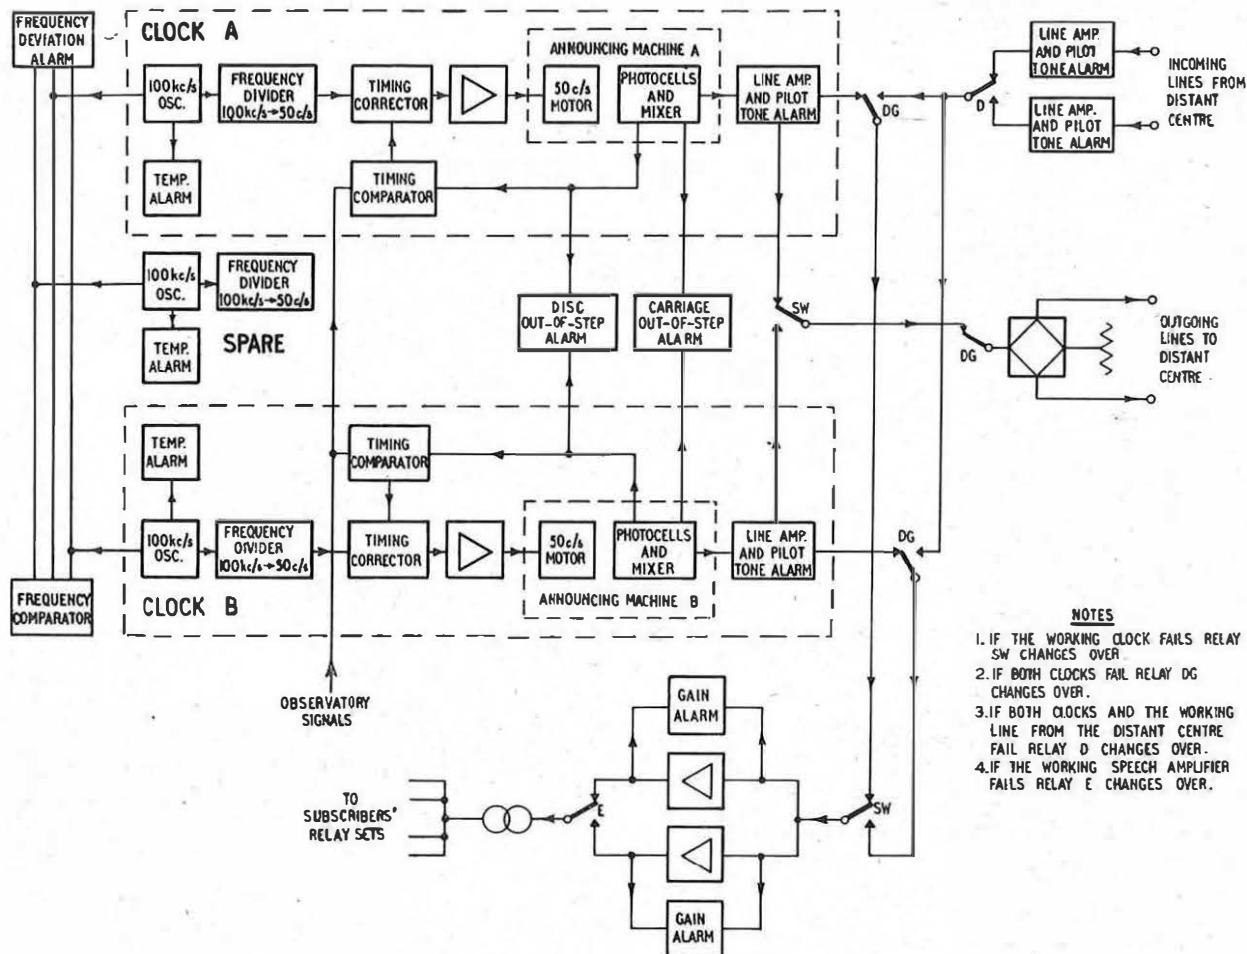 FREQUENCY
DEVIATION
ALARM
CLOCK A
100kc/s
OSC.
FREQUENCY
DIVIDER
100kc/s→50c/s
TIMING
CORRECTOR
ANNOUNCING MACHINE A
50c/s
MOTOR
PHOTOCELLS
AND
MIXER
LINE AMP.
AND PILOT
TONE ALARM
DG
D
LINE AMP.
AND PILOT
TONE ALARM
LINE AMP.
AND PILOT
TONE ALARM
INCOMING
LINES FROM
DISTANT
CENTRE
TEMP.
ALARM
TIMING
COMPARATOR
100kc/s
OSC.
FREQUENCY
DIVIDER
100kc/s→50c/s
TEMP.
ALARM
SPARE
DISC
OUT-OF-STEP
ALARM
CARRIAGE
OUT-OF-STEP
ALARM
SW
DG
OUTGOING
LINES TO
DISTANT
CENTRE
TEMP.
ALARM
TIMING
COMPARATOR
100kc/s
OSC.
FREQUENCY
DIVIDER
100kc/s→50c/s
TIMING
CORRECTOR
50c/s
MOTOR
PHOTOCELLS
AND
MIXER
LINE AMP.
AND PILOT
TONE ALARM
DG
ANNOUNCING MACHINE B
CLOCK B
FREQUENCY
COMPARATOR
OBSERVATORY
SIGNALS
GAIN
ALARM
TO
SUBSCRIBERS'
RELAY SETS
E
SW
GAIN
ALARM
NOTES
1. IF THE WORKING CLOCK FAILS RELAY
SW CHANGES OVER
2. IF BOTH CLOCKS FAIL RELAY DG
CHANGES OVER.
3. IF BOTH CLOCKS AND THE WORKING
LINE FROM THE DISTANT CENTRE
FAIL RELAY D CHANGES OVER.
4. IF THE WORKING SPEECH AMPLIFIER
FAILS RELAY E CHANGES OVER.